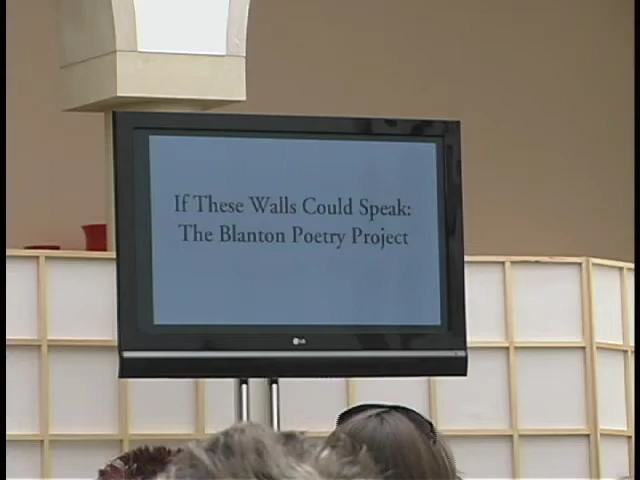 If These Walls Could Speak:
The Blanton Poetry Project
LG